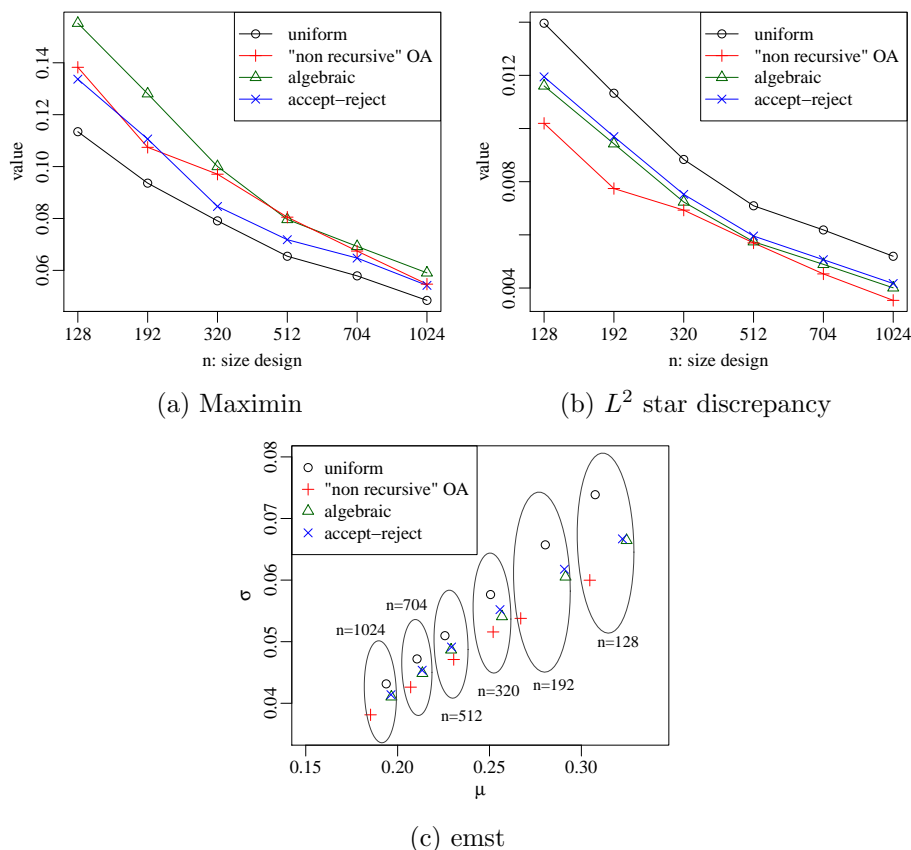 uniform
"non recursive" OA
algebraic
accept−reject
value
0.14
0.12
0.10
0.08
0.06
128 192 320 512 704 1024
n: size design
(a) Maximin
uniform
"non recursive" OA
algebraic
accept−reject
value
0.012
0.008
0.004
128 192 320 512 704 1024
n: size design
(b) L² star discrepancy
uniform
"non recursive" OA
algebraic
accept−reject
σ
0.08
0.07
0.06
0.05
0.04
n=1024
n=704
n=512
n=320
n=192
n=128
0.15 0.20 0.25 0.30
μ
(c) emst